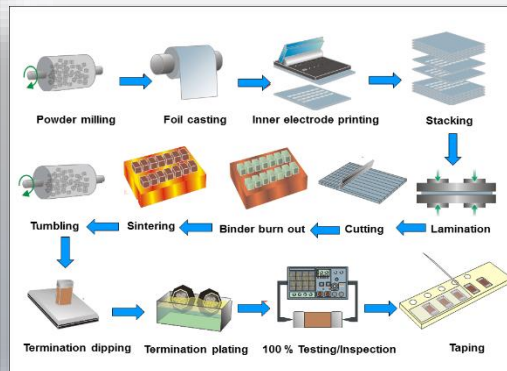 Powder milling
Foil casting
Inner electrode printing
Stacking
Tumbling
Sintering
Binder burn out
Cutting
Lamination
Termination dipping
Termination plating
100 % Testing/Inspection
Taping